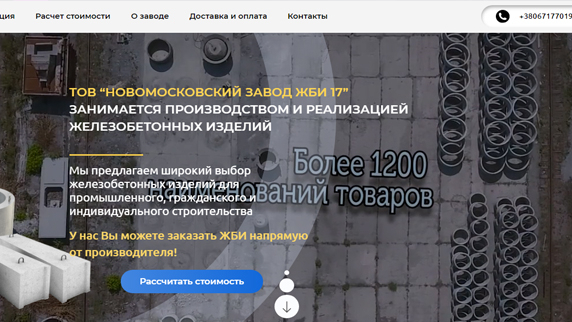 ция Расчет стоимости О заводе Доставка и оплата Контакты +38067177019
ТОВ “НОВОМОСКОВСКИЙ ЗАВОД ЖБИ 17”
ЗАНИМАЕТСЯ ПРОИЗВОДСТВОМ И РЕАЛИЗАЦИЕЙ
ЖЕЛЕЗОБЕТОННЫХ ИЗДЕЛИЙ
Более 1200
наименований товаров
Мы предлагаем широкий выбор
железобетонных изделий для
промышленного, гражданского и
индивидуального строительства
У нас Вы можете заказать ЖБИ напрямую
от производителя!
Рассчитать стоимость